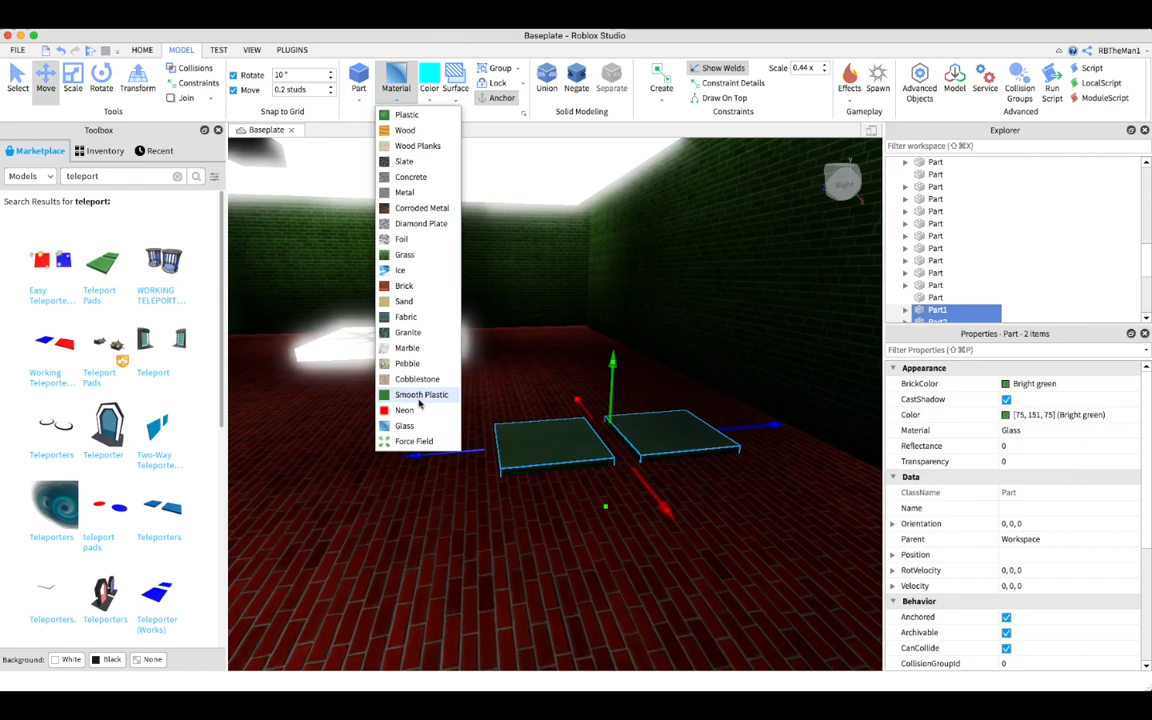 Baseplate - Roblox Studio
FILE HOME MODEL TEST VIEW PLUGINS RBTheMan1
Select Move Scale Rotate Transform
Collisions
Constraints
Join
Tools
Rotate 10 °
Move 0.2 studs
Snap to Grid
Part Material Color Surface
Group
Lock
Anchor
Union Negate Separate
Solid Modeling
Create
Show Welds Scale 0.44 x
Constraint Details
Draw On Top
Constraints
Effects Spawn
Gameplay
Advanced Objects Model Service Collision Groups Run Script
Script
LocalScript
ModuleScript
Advanced
Toolbox
Marketplace Inventory Recent
Models teleport
Search Results for teleport:
Easy Teleporte... Teleport Pads WORKING TELEPORT...
Working Teleporte... Teleport Pads Teleport
Teleporters Teleporter Two-Way Teleporte...
Teleporters teleport pads Teleporters
Teleporters. Teleporters Teleporter (Works)
Background: White Black None
Baseplate
Plastic
Wood
Wood Planks
Slate
Concrete
Metal
Corroded Metal
Diamond Plate
Foil
Grass
Ice
Brick
Sand
Fabric
Granite
Marble
Pebble
Cobblestone
Smooth Plastic
Neon
Glass
Force Field
Right
Explorer
Filter workspace (⇧⌘X)
Part
Part
Part
Part
Part
Part
Part
Part
Part
Part
Part
Part
Part1
Properties - Part - 2 items
Filter Properties (⇧⌘P)
Appearance
BrickColor Bright green
CastShadow
Color [75, 151, 75] (Bright green)
Material Glass
Reflectance 0
Transparency 0
Data
ClassName Part
Name
Orientation 0, 0, 0
Parent Workspace
Position
RotVelocity 0, 0, 0
Velocity 0, 0, 0
Behavior
Anchored
Archivable
CanCollide
CollisionGroupId 0